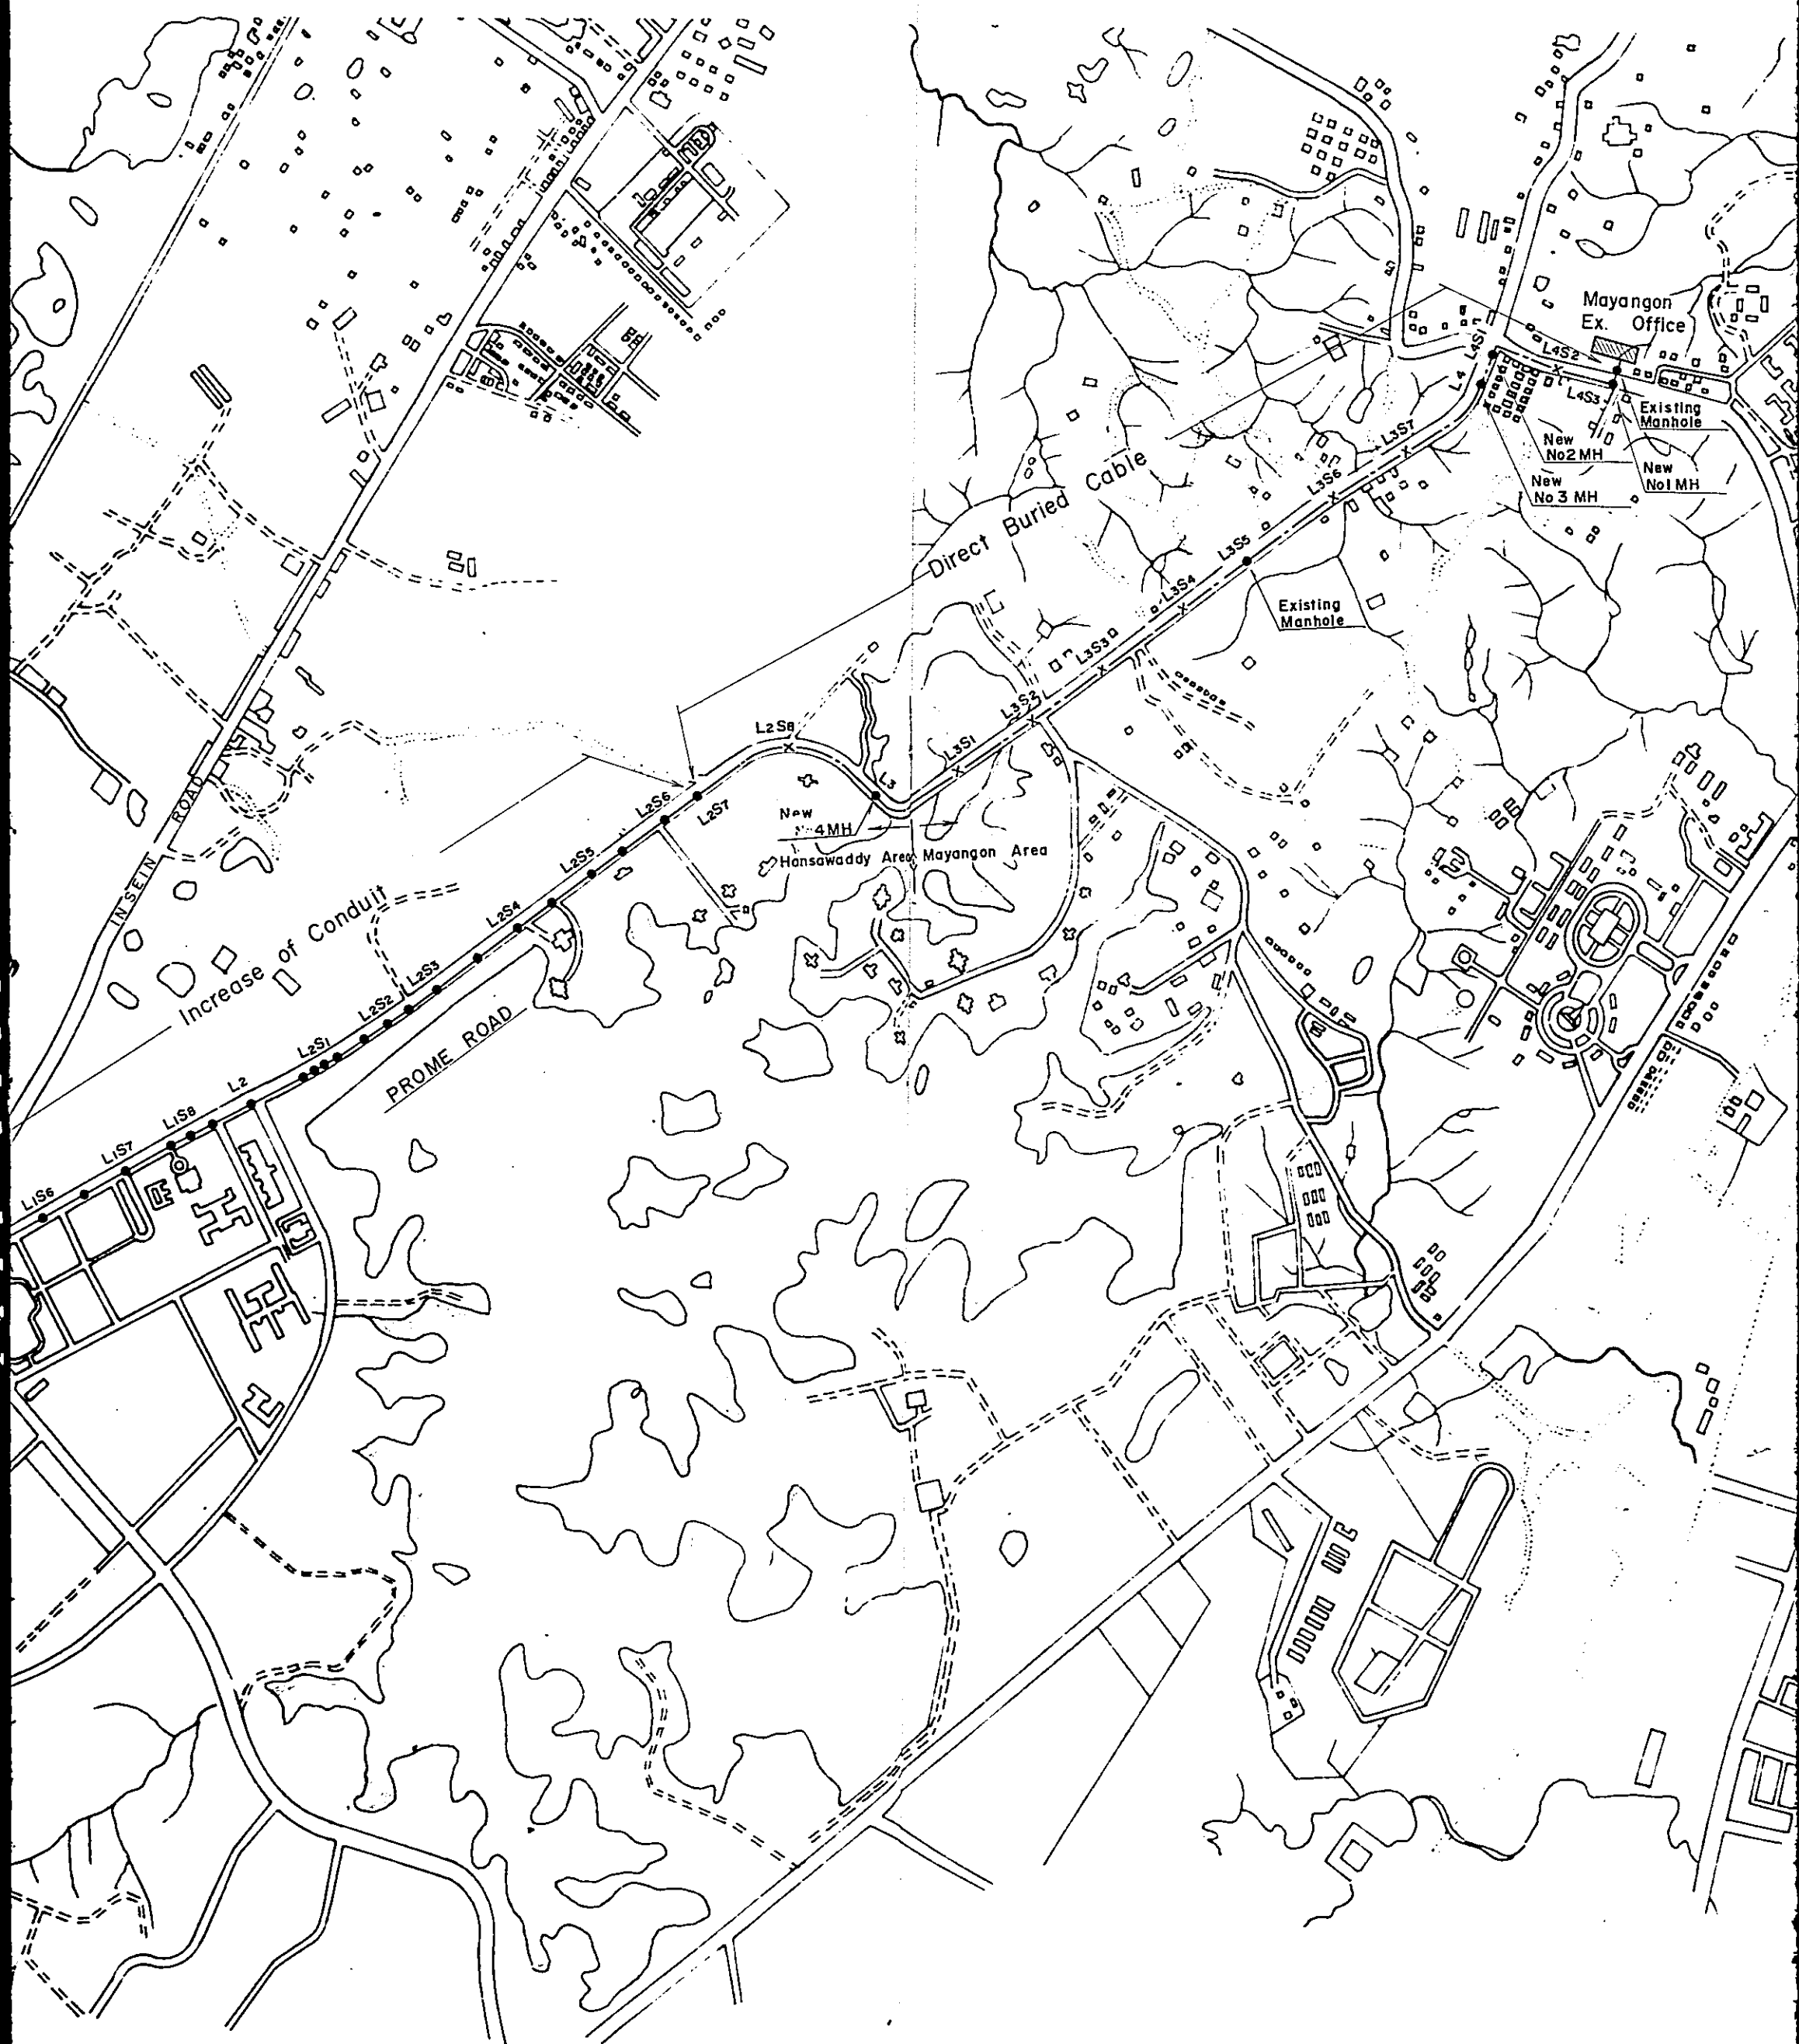 Mayangon
Ex. Office
L4S1
L4S2
L4
L4S3
Existing
Manhole
New
No2 MH
New
No1 MH
New
No 3 MH
L3S7
L3S6
Direct Buried Cable
L3S5
L3S4
Existing
Manhole
L3S3
L3S2
L3S1
L2S8
L3
L2S6
L2S7
New
No4MH
Hansawaddy Area
Mayangon Area
L2S5
L2S4
INSEIN ROAD
Increase of Conduit
L2S3
L2S2
L2S1
PROME ROAD
L2
L1S8
L1S7
L1S6